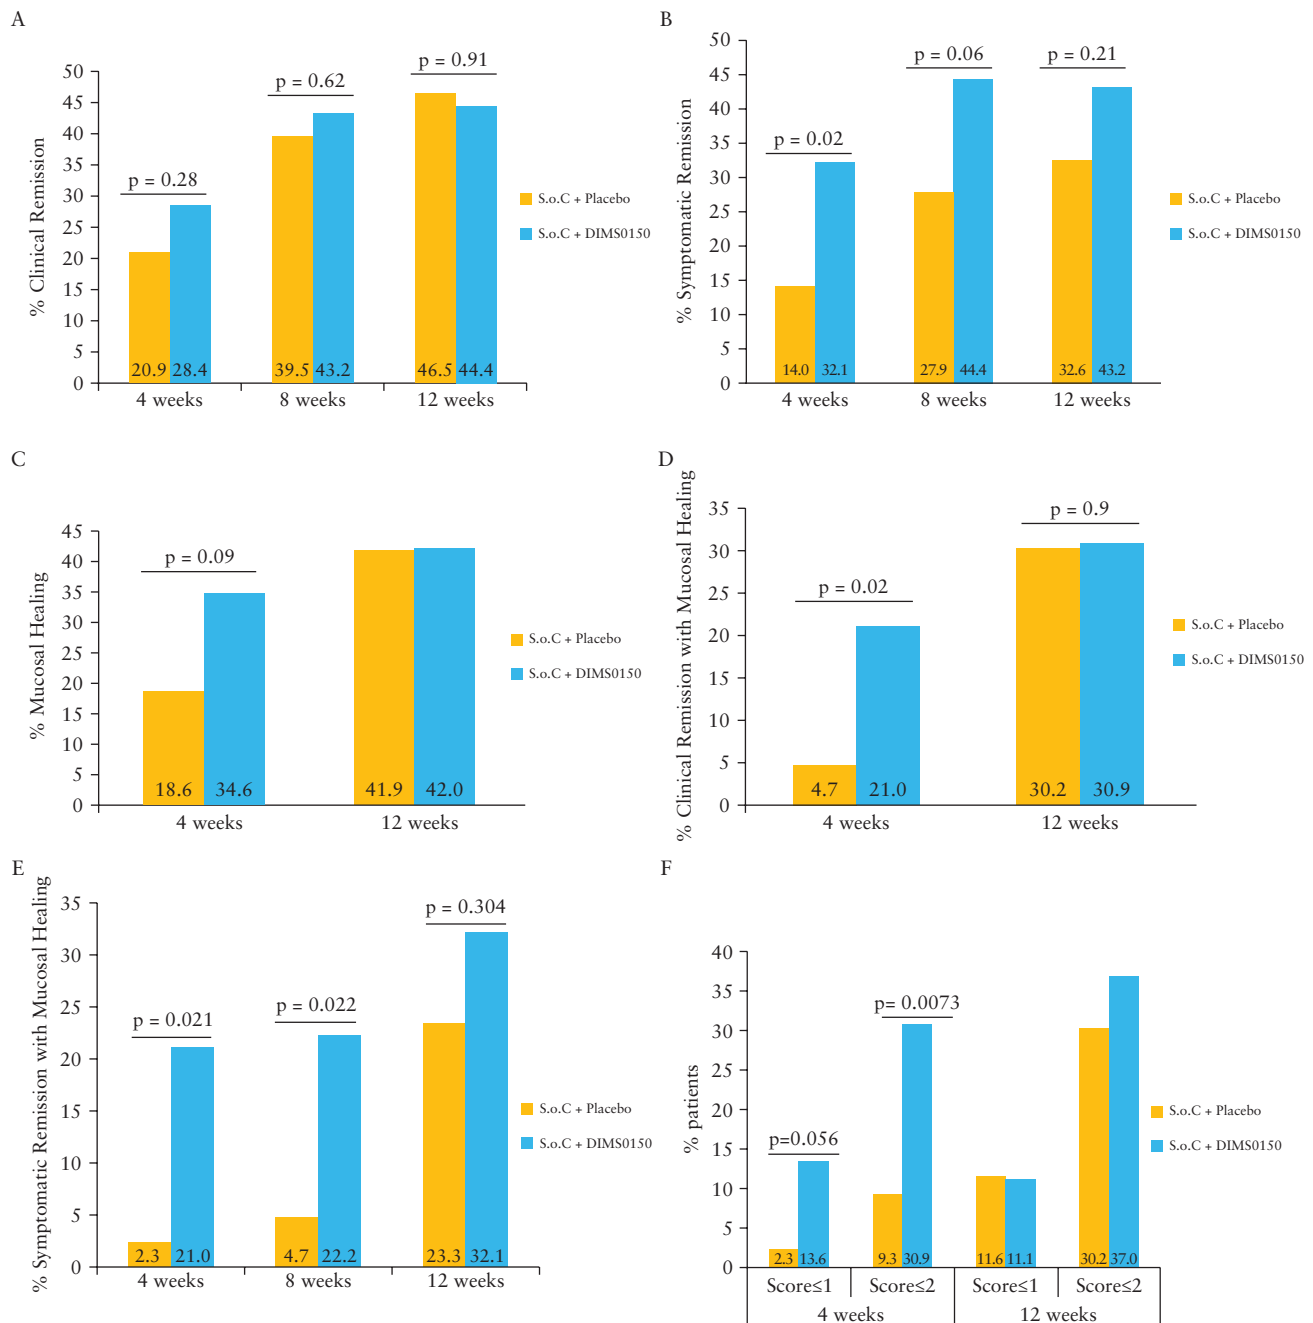 A
p = 0.91
p = 0.62
p = 0.28
% Clinical Remission
50
45
40
35
30
25
20
15
10
5
0
20.9 28.4
39.5 43.2
46.5 44.4
4 weeks
8 weeks
12 weeks
S.o.C + Placebo
S.o.C + DIMS0150
B
p = 0.06
p = 0.21
p = 0.02
% Symptomatic Remission
50
45
40
35
30
25
20
15
10
5
0
14.0 32.1
27.9 44.4
32.6 43.2
4 weeks
8 weeks
12 weeks
S.o.C + Placebo
S.o.C + DIMS0150
C
p = 0.09
% Mucosal Healing
45
40
35
30
25
20
15
10
10
5
0
18.6 34.6
41.9 42.0
4 weeks
12 weeks
S.o.C + Placebo
S.o.C + DIMS0150
D
p = 0.9
p = 0.02
% Clinical Remission with Mucosal Healing
35
30
25
20
15
10
5
0
4.7 21.0
30.2 30.9
4 weeks
12 weeks
S.o.C + Placebo
S.o.C + DIMS0150
E
p = 0.304
p = 0.022
p = 0.021
% Symptomatic Remission with Mucosal Healing
35
30
22
20
15
10
5
0
2.3 21.0
4.7 22.2
23.3 32.1
4 weeks
8 weeks
12 weeks
S.o.C + Placebo
S.o.C + DIMS0150
F
p= 0.0073
p=0.056
% patients
40
35
30
25
20
15
10
5
0
2.3 13.6
9.3 30.9
11.6 11.1
30.2 37.0
Score≤1
Score≤2
Score≤1
Score≤2
4 weeks
12 weeks
S.o.C + Placebo
S.o.C + DIMS0150